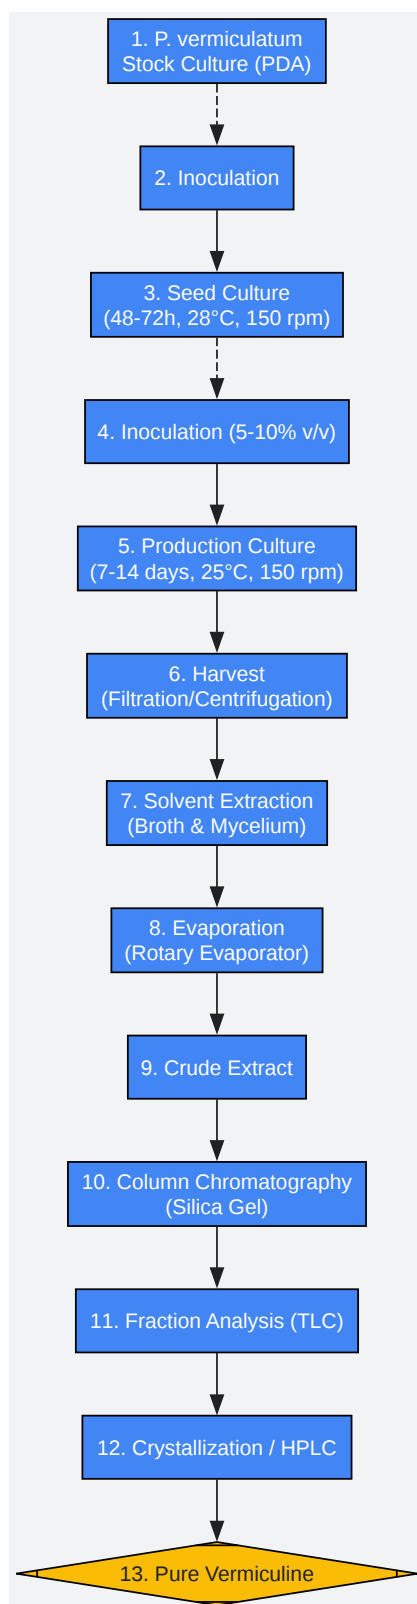 1. P. vermiculatum
Stock Culture (PDA)
2. Inoculation
3. Seed Culture
(48-72h, 28°C, 150 rpm)
4. Inoculation (5-10% v/v)
5. Production Culture
(7-14 days, 25°C, 150 rpm)
6. Harvest
(Filtration/Centrifugation)
7. Solvent Extraction
(Broth & Mycelium)
8. Evaporation
(Rotary Evaporator)
9. Crude Extract
10. Column Chromatography
(Silica Gel)
11. Fraction Analysis (TLC)
12. Crystallization / HPLC
13. Pure Vermiculine